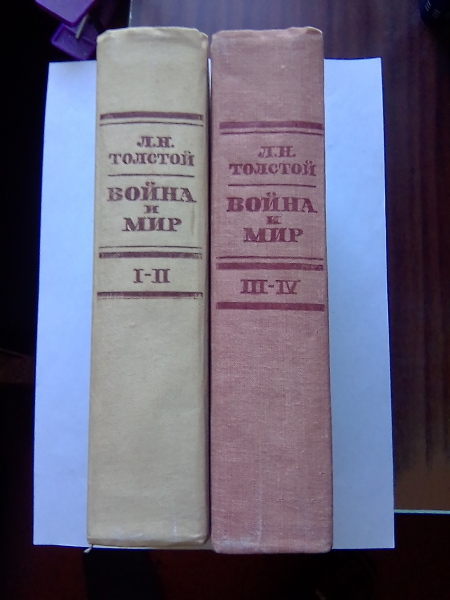 Л.Н.
ТОЛСТОЙ
ВОЙНА
и
МИР
I-II
Л.Н.
ТОЛСТОЙ
ВОЙНА
и
МИР
III-IV